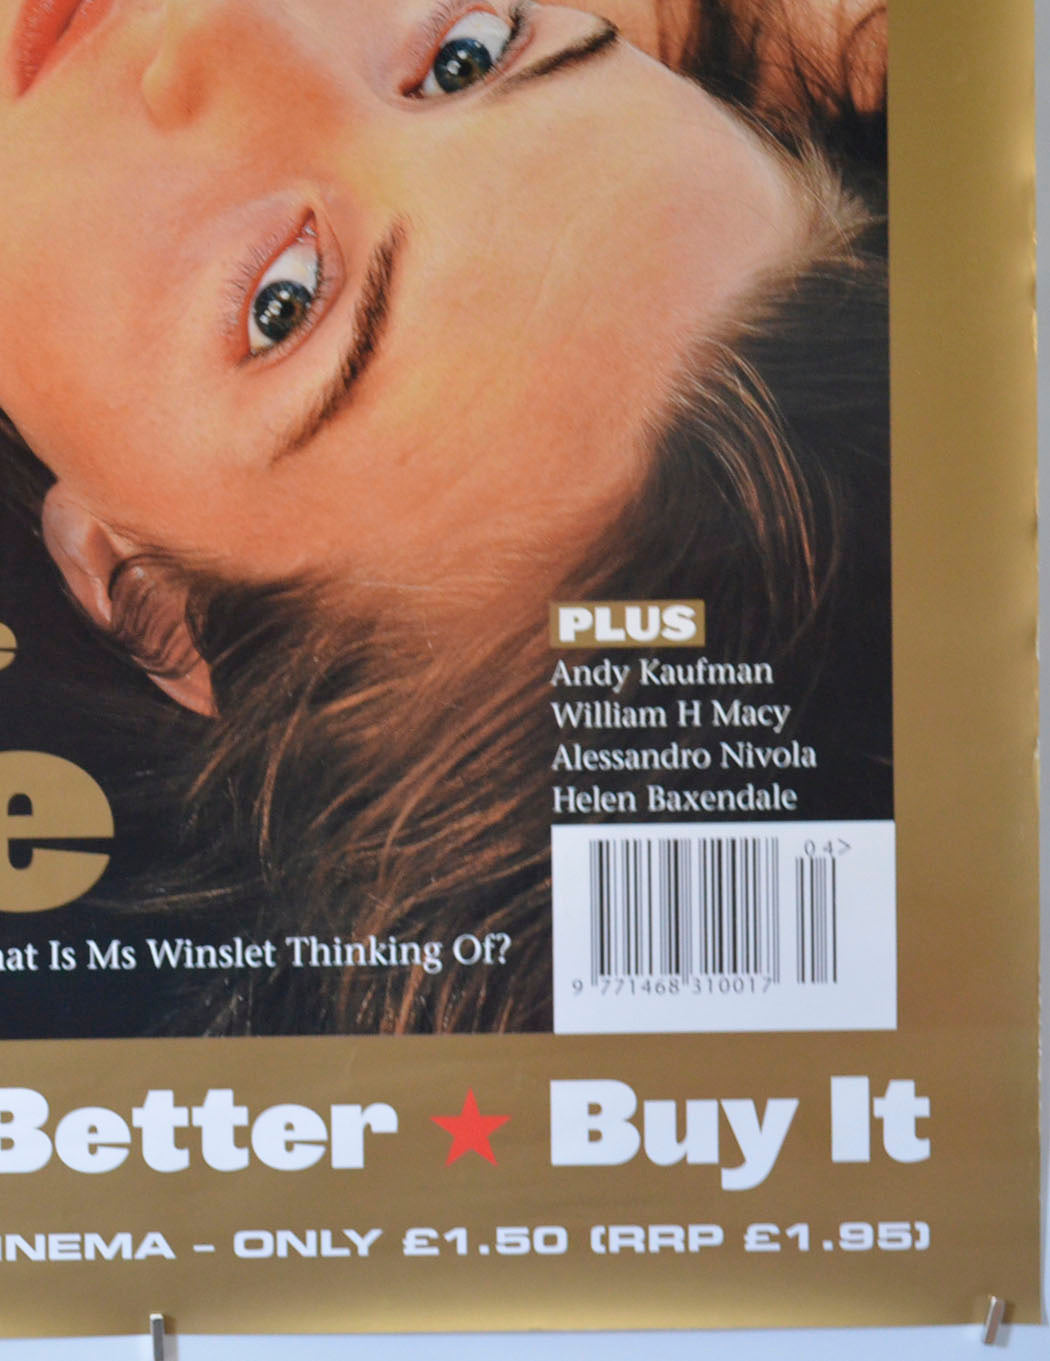 PLUS
Andy Kaufman
William H Macy
Alessandro Nivola
Helen Baxendale
e
04>
9 771468 310017
at Is Ms Winslet Thinking Of?
Better ★ Buy It
INEMA - ONLY £1.50 (RRP £1.95)